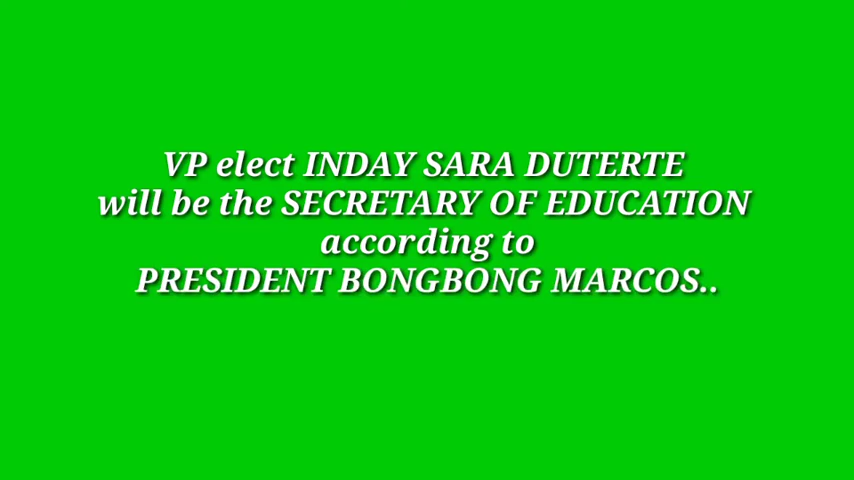 VP elect INDAY SARA DUTERTE
will be the SECRETARY OF EDUCATION
according to
PRESIDENT BONGBONG MARCOS..